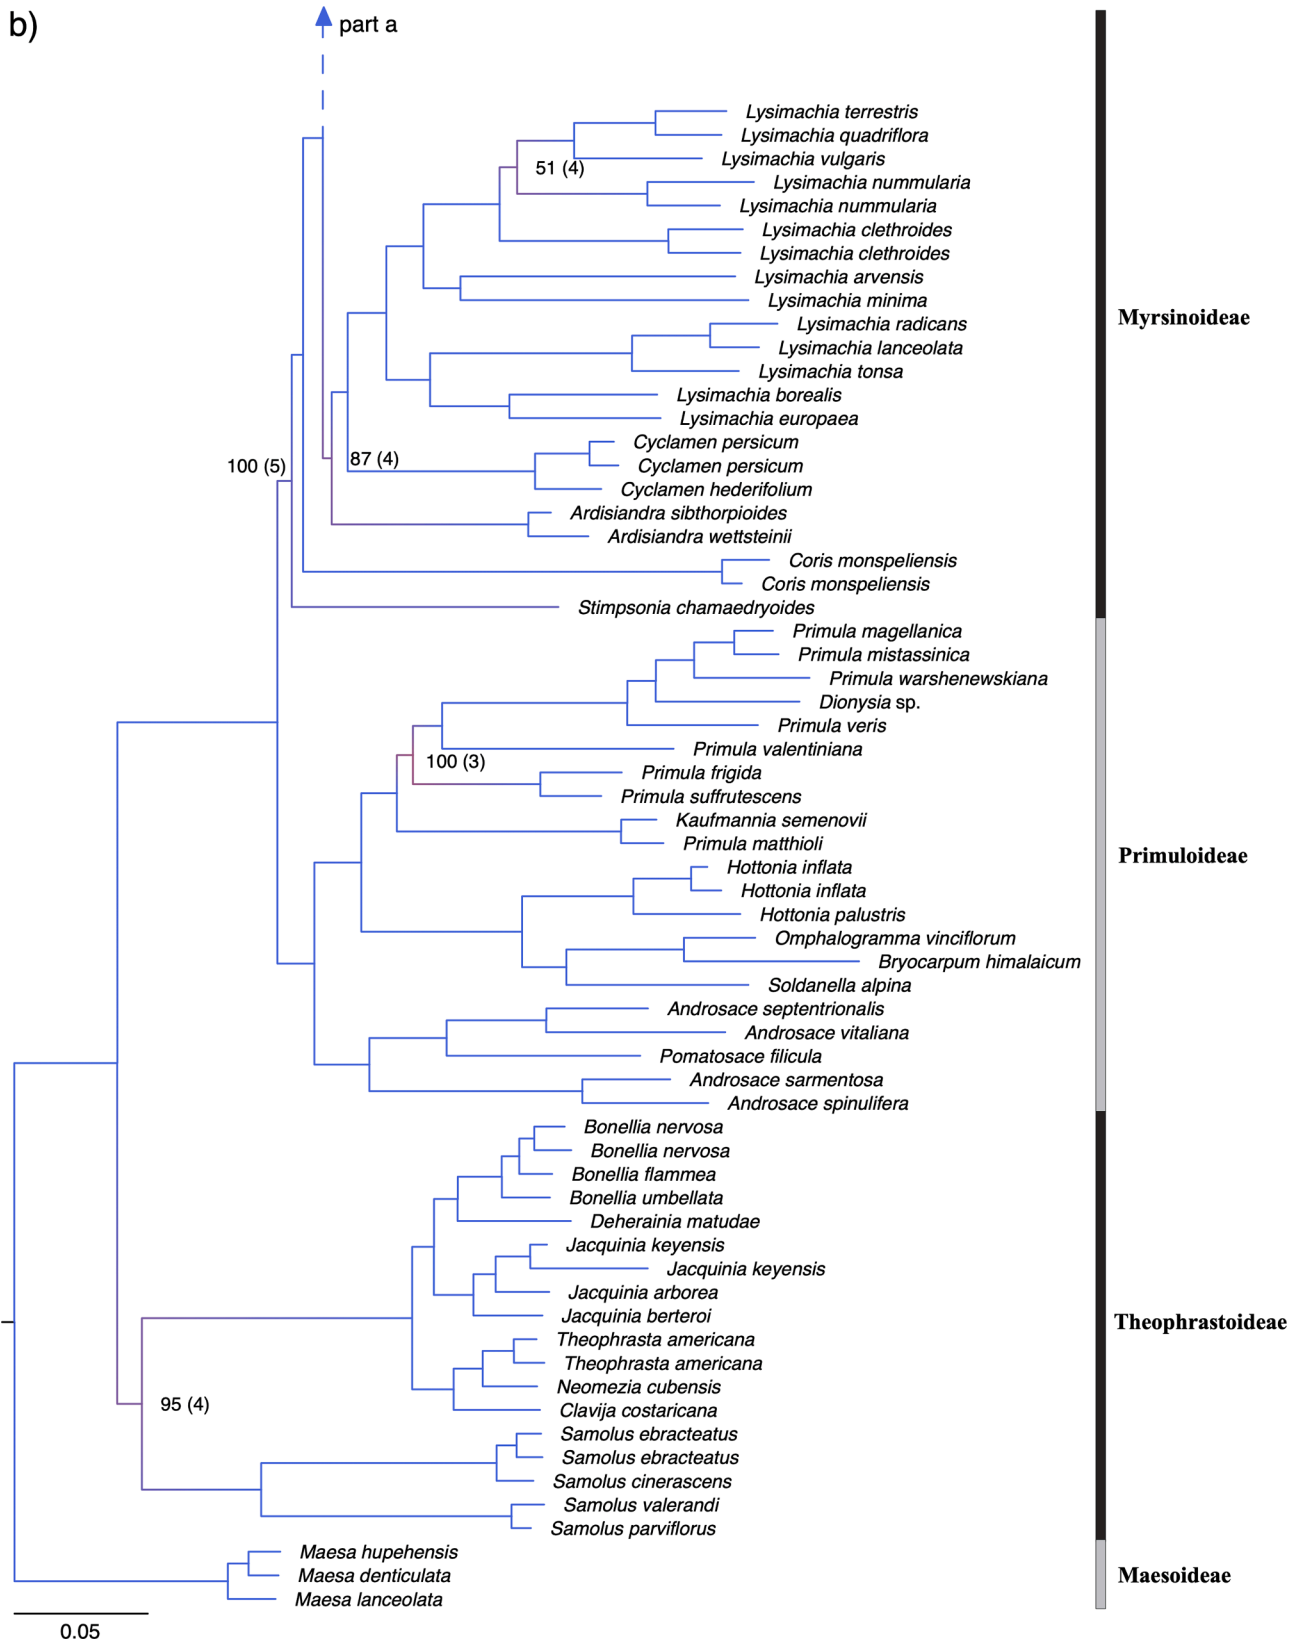 b)
part a
Lysimachia terrestris
Lysimachia quadriflora
Lysimachia vulgaris
51 (4)
Lysimachia nummularia
Lysimachia nummularia
Lysimachia clethroides
Lysimachia clethroides
Lysimachia arvensis
Lysimachia minima
Myrsinoideae
Lysimachia radicans
Lysimachia lanceolata
Lysimachia tonsa
Lysimachia borealis
Lysimachia europaea
Cyclamen persicum
87 (4)
100 (5)
Cyclamen persicum
Cyclamen hederifolium
Ardisiandra sibthorpioides
Ardisiandra wettsteinii
Coris monspeliensis
Coris monspeliensis
Stimpsonia chamaedryoides
Primula magellanica
Primula mistassinica
Primula warshenewskiana
Dionysia sp.
Primula veris
Primula valentiniana
100 (3)
Primula frigida
Primula suffrutescens
Kaufmannia semenovii
Primula matthioli
Primuloideae
Hottonia inflata
Hottonia inflata
Hottonia palustris
Omphalogramma vinciflorum
Bryocarpum himalaicum
Soldanella alpina
Androsace septentrionalis
Androsace vitaliana
Pomatosace filicula
Androsace sarmentosa
Androsace spinulifera
Bonellia nervosa
Bonellia nervosa
Bonellia flammea
Bonellia umbellata
Deherainia matudae
Jacquinia keyensis
Jacquinia keyensis
Jacquinia arborea
Jacquinia berteroi
Theophrastoideae
Theophrasta americana
Theophrasta americana
Neomezia cubensis
95 (4)
Clavija costaricana
Samolus ebracteatus
Samolus ebracteatus
Samolus cinerascens
Samolus valerandi
Samolus parviflorus
Maesa hupehensis
Maesa denticulata
Maesoideae
Maesa lanceolata
0.05